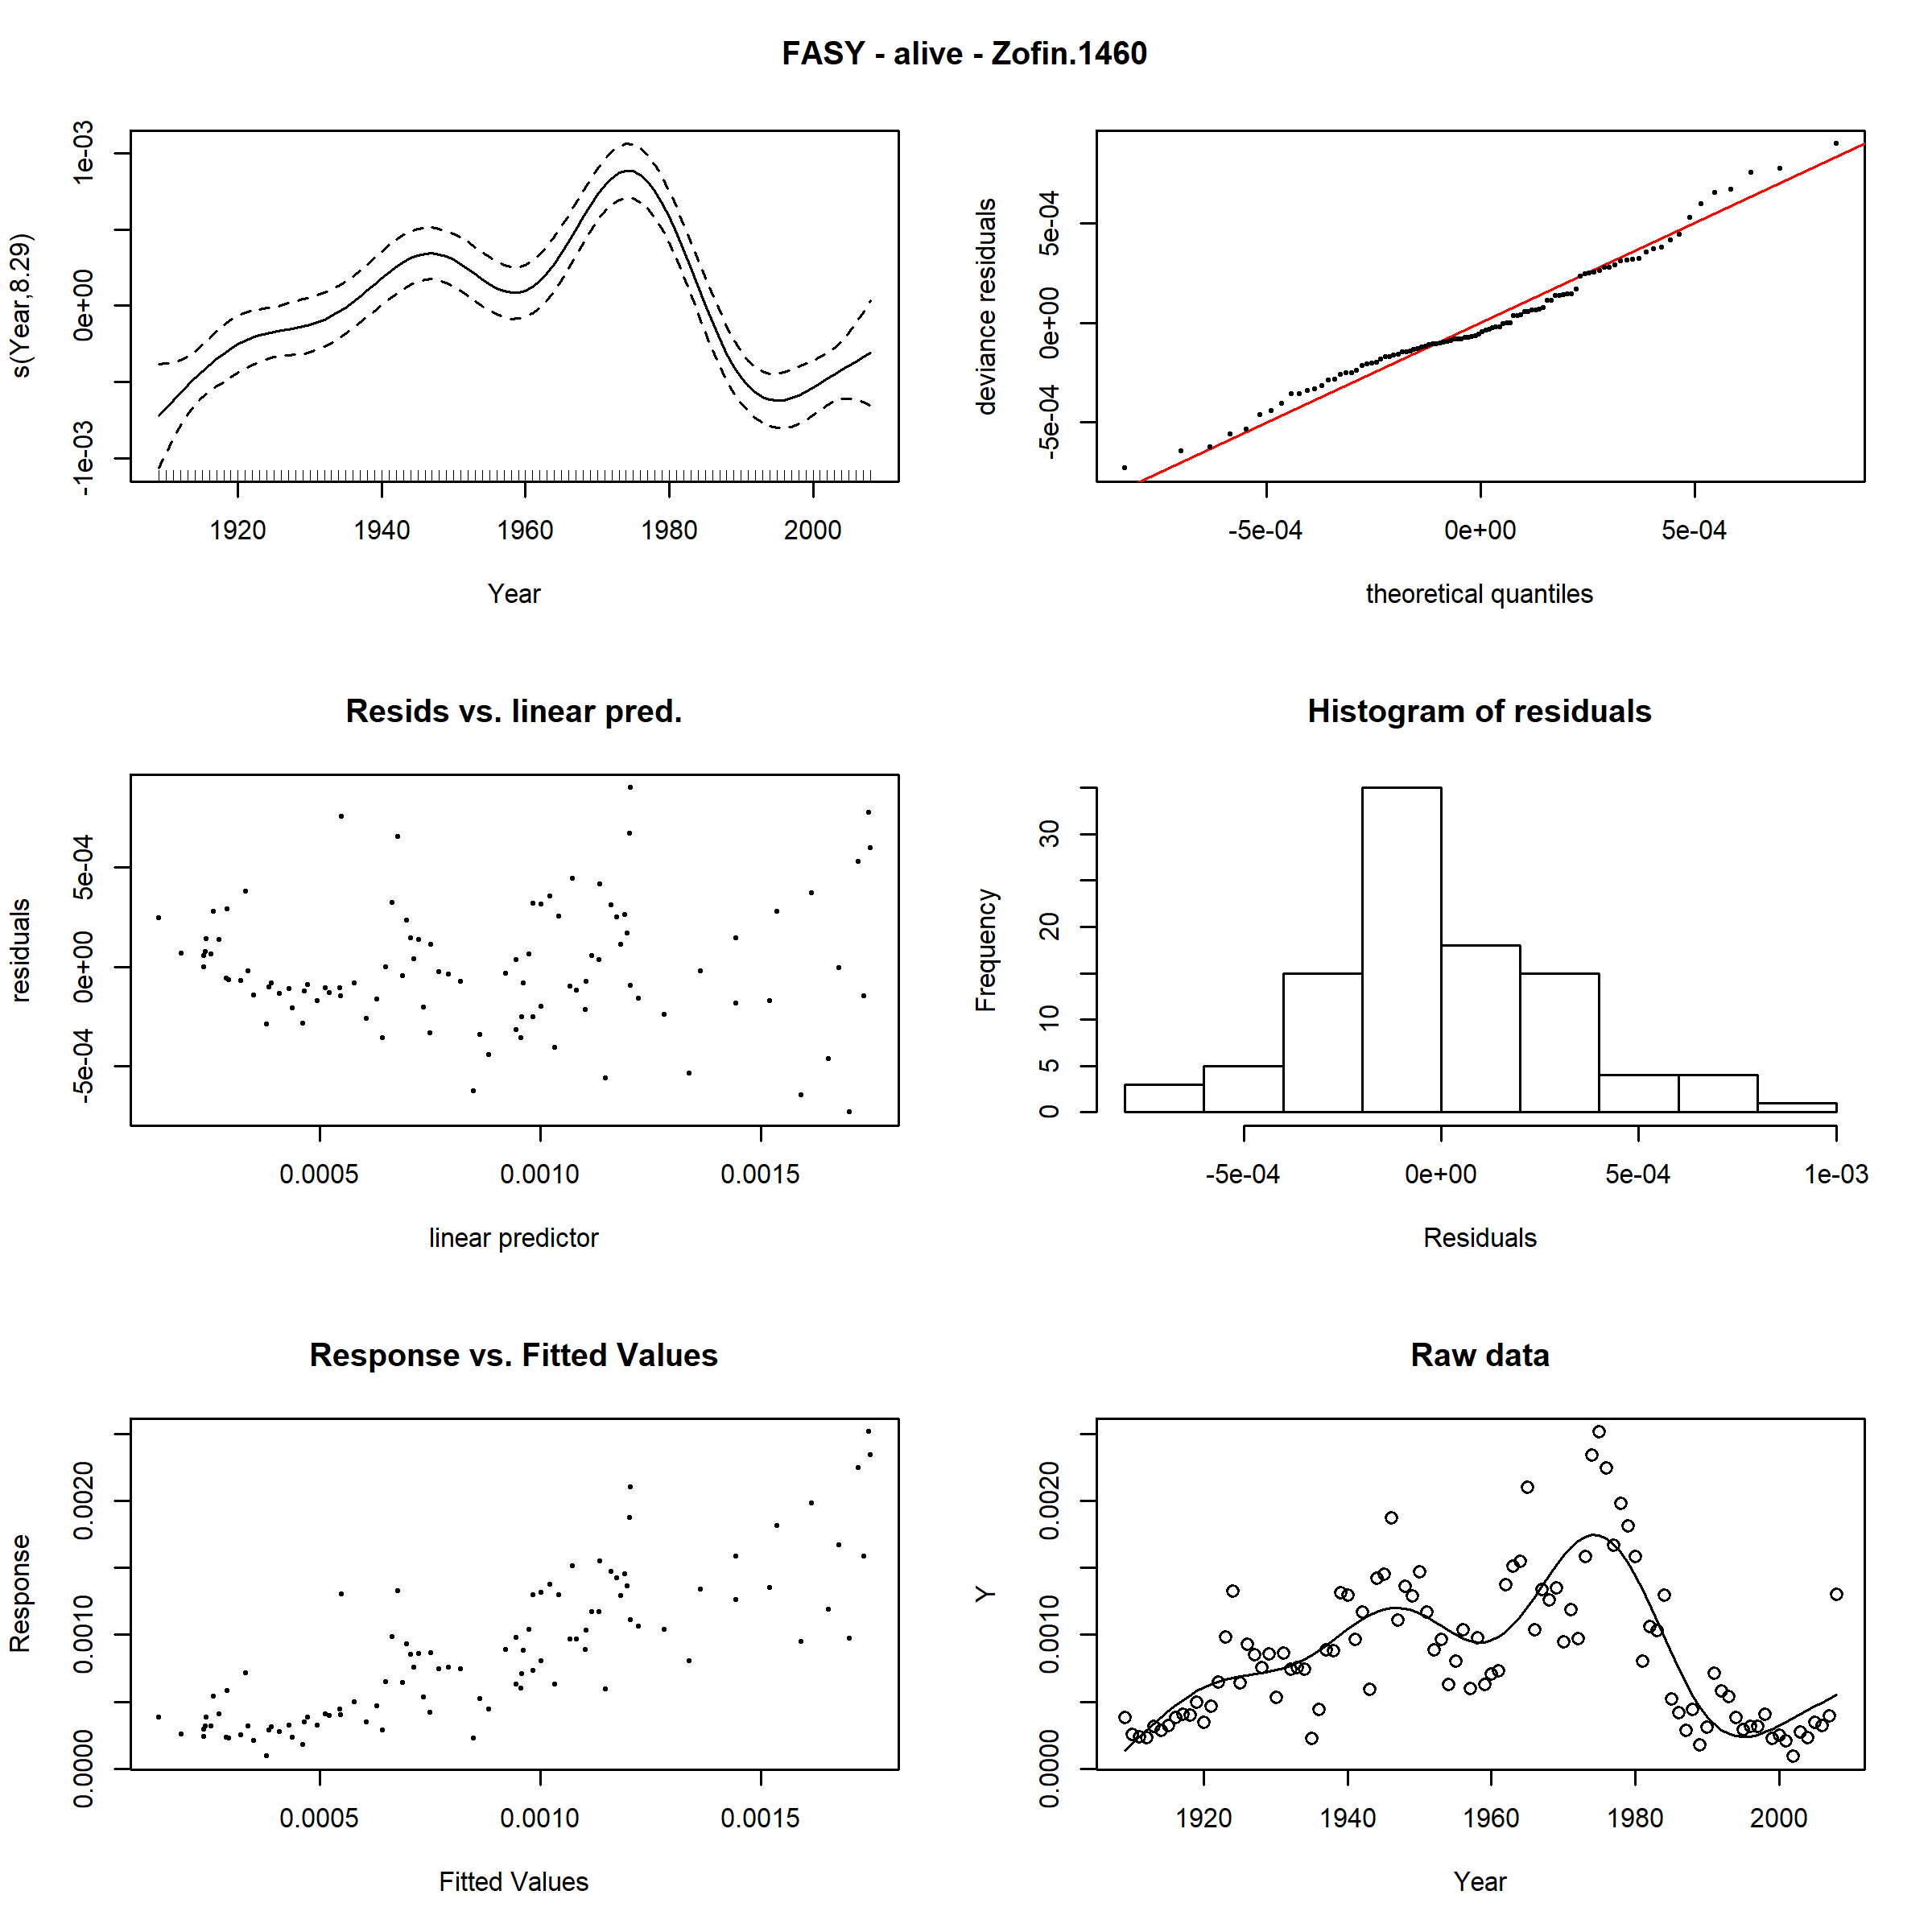 FASY - alive - Zofin.1460
s(Year,8.29)
-1e-03
0e+00
1e-03
1920
1940
1960
1980
2000
Year
deviance residuals
-5e-04
0e+00
5e-04
-5e-04
0e+00
5e-04
theoretical quantiles
Resids vs. linear pred.
residuals
-5e-04
0e+00
5e-04
0.0005
0.0010
0.0015
linear predictor
Histogram of residuals
Frequency
0
5
10
20
30
-5e-04
0e+00
5e-04
1e-03
Residuals
Response vs. Fitted Values
Response
0.0000
0.0010
0.0020
0.0005
0.0010
0.0015
Fitted Values
Raw data
Y
0.0000
0.0010
0.0020
1920
1940
1960
1980
2000
Year